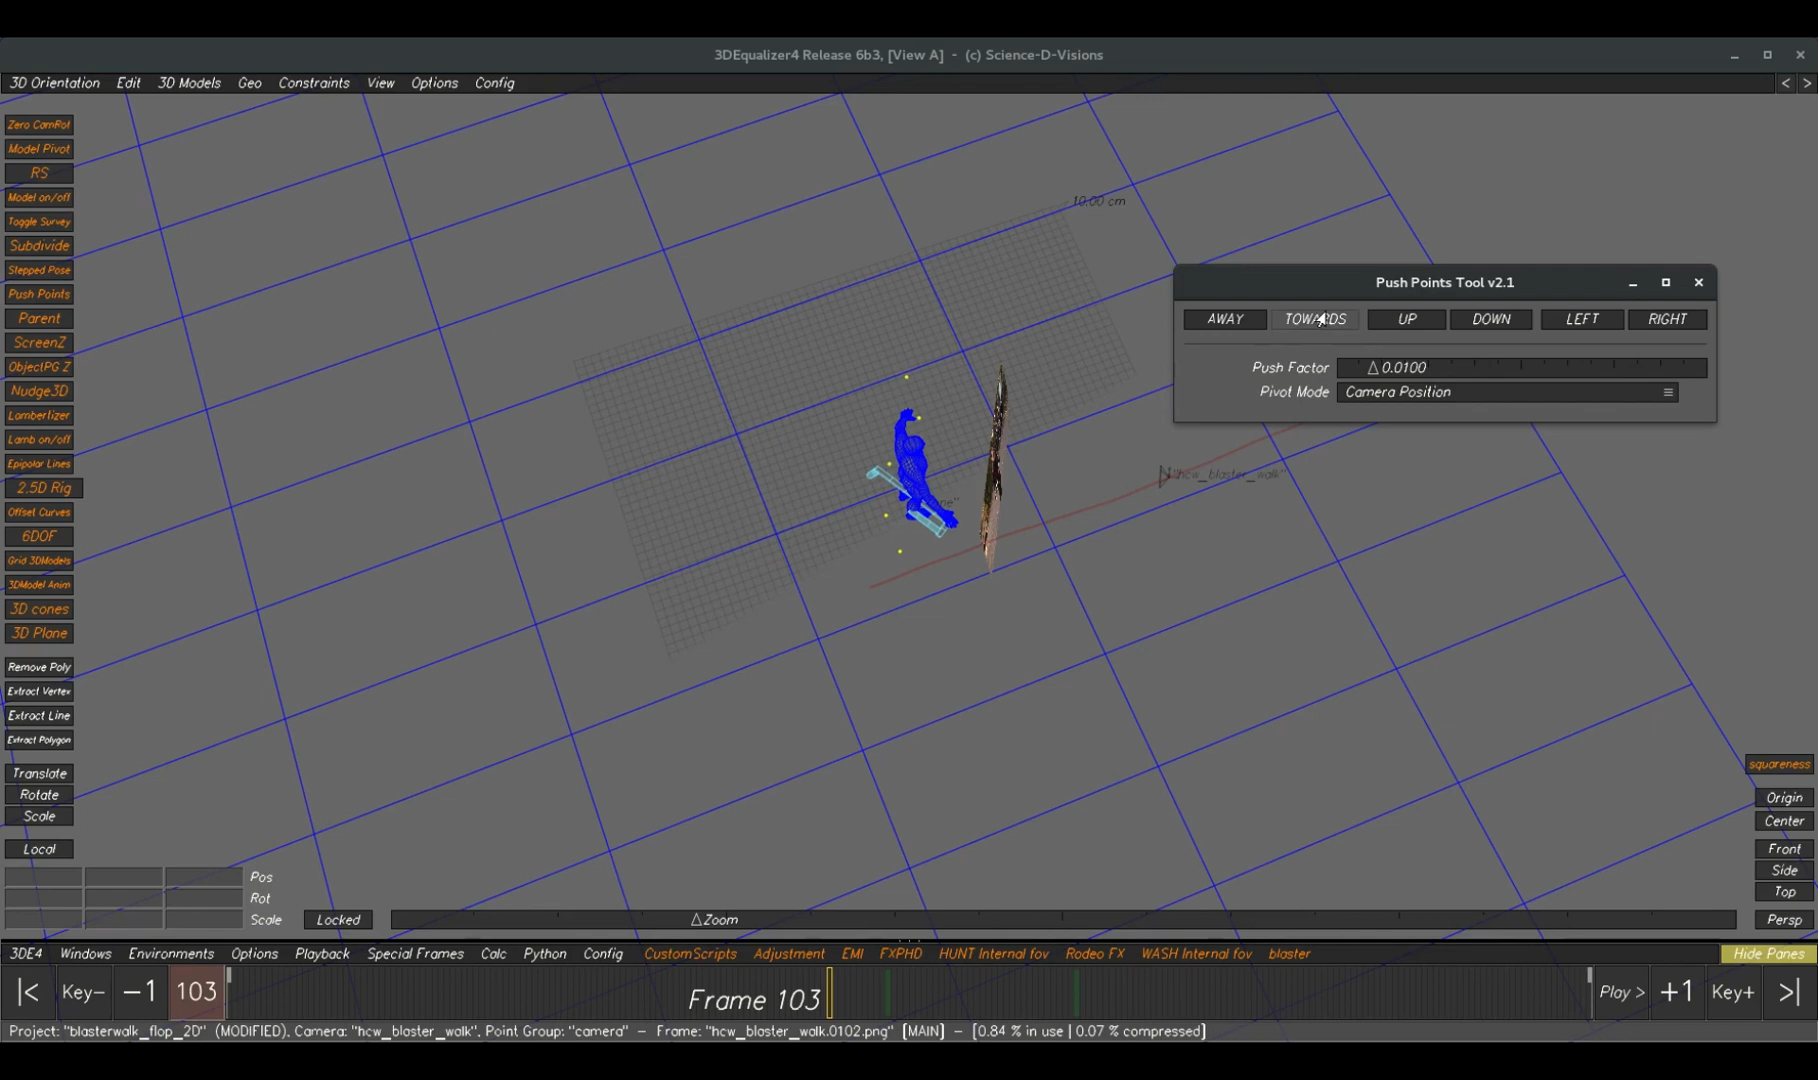 3DEqualizer4 Release 6b3, [View A] - (c) Science-D-Visions
3D Orientation Edit 3D Models Geo Constraints View Options Config < >
Zero CamRot
Model Pivot
RS
Model on/off
Toggle Survey
Subdivide
Stepped Pose
Push Points
Parent
ScreenZ
ObjectPG Z
Nudge3D
Lamberlizer
Lamb on/off
Epipolar Lines
2.5D Rig
Offset Curves
6DOF
Grid 3DModels
3DModel Anim
3D cones
3D Plane
Remove Poly
Extract Vertex
Extract Line
Extract Polygon
Translate
Rotate
Scale
Local
Pos
Rot
Scale
Locked
Zoom
10.00 cm
"hcw_blaster_walk"
Push Points Tool v2.1
AWAY TOWARDS UP DOWN LEFT RIGHT
Push Factor 0.0100
Pivot Mode Camera Position
squareness
Origin
Center
Front
Side
Top
Persp
3DE4 Windows Environments Options Playback Special Frames Calc Python Config CustomScripts Adjustment EMI FXPHD HUNT Internal fov Rodeo FX WASH Internal fov blaster Hide Panes
|< Key- -1 103 Frame 103 Play > +1 Key+ >|
Project: "blasterwalk_flop_2D" (MODIFIED), Camera: "hcw_blaster_walk", Point Group: "camera" - Frame: "hcw_blaster_walk.0102.png" [MAIN] - [0.84 % in use | 0.07 % compressed]